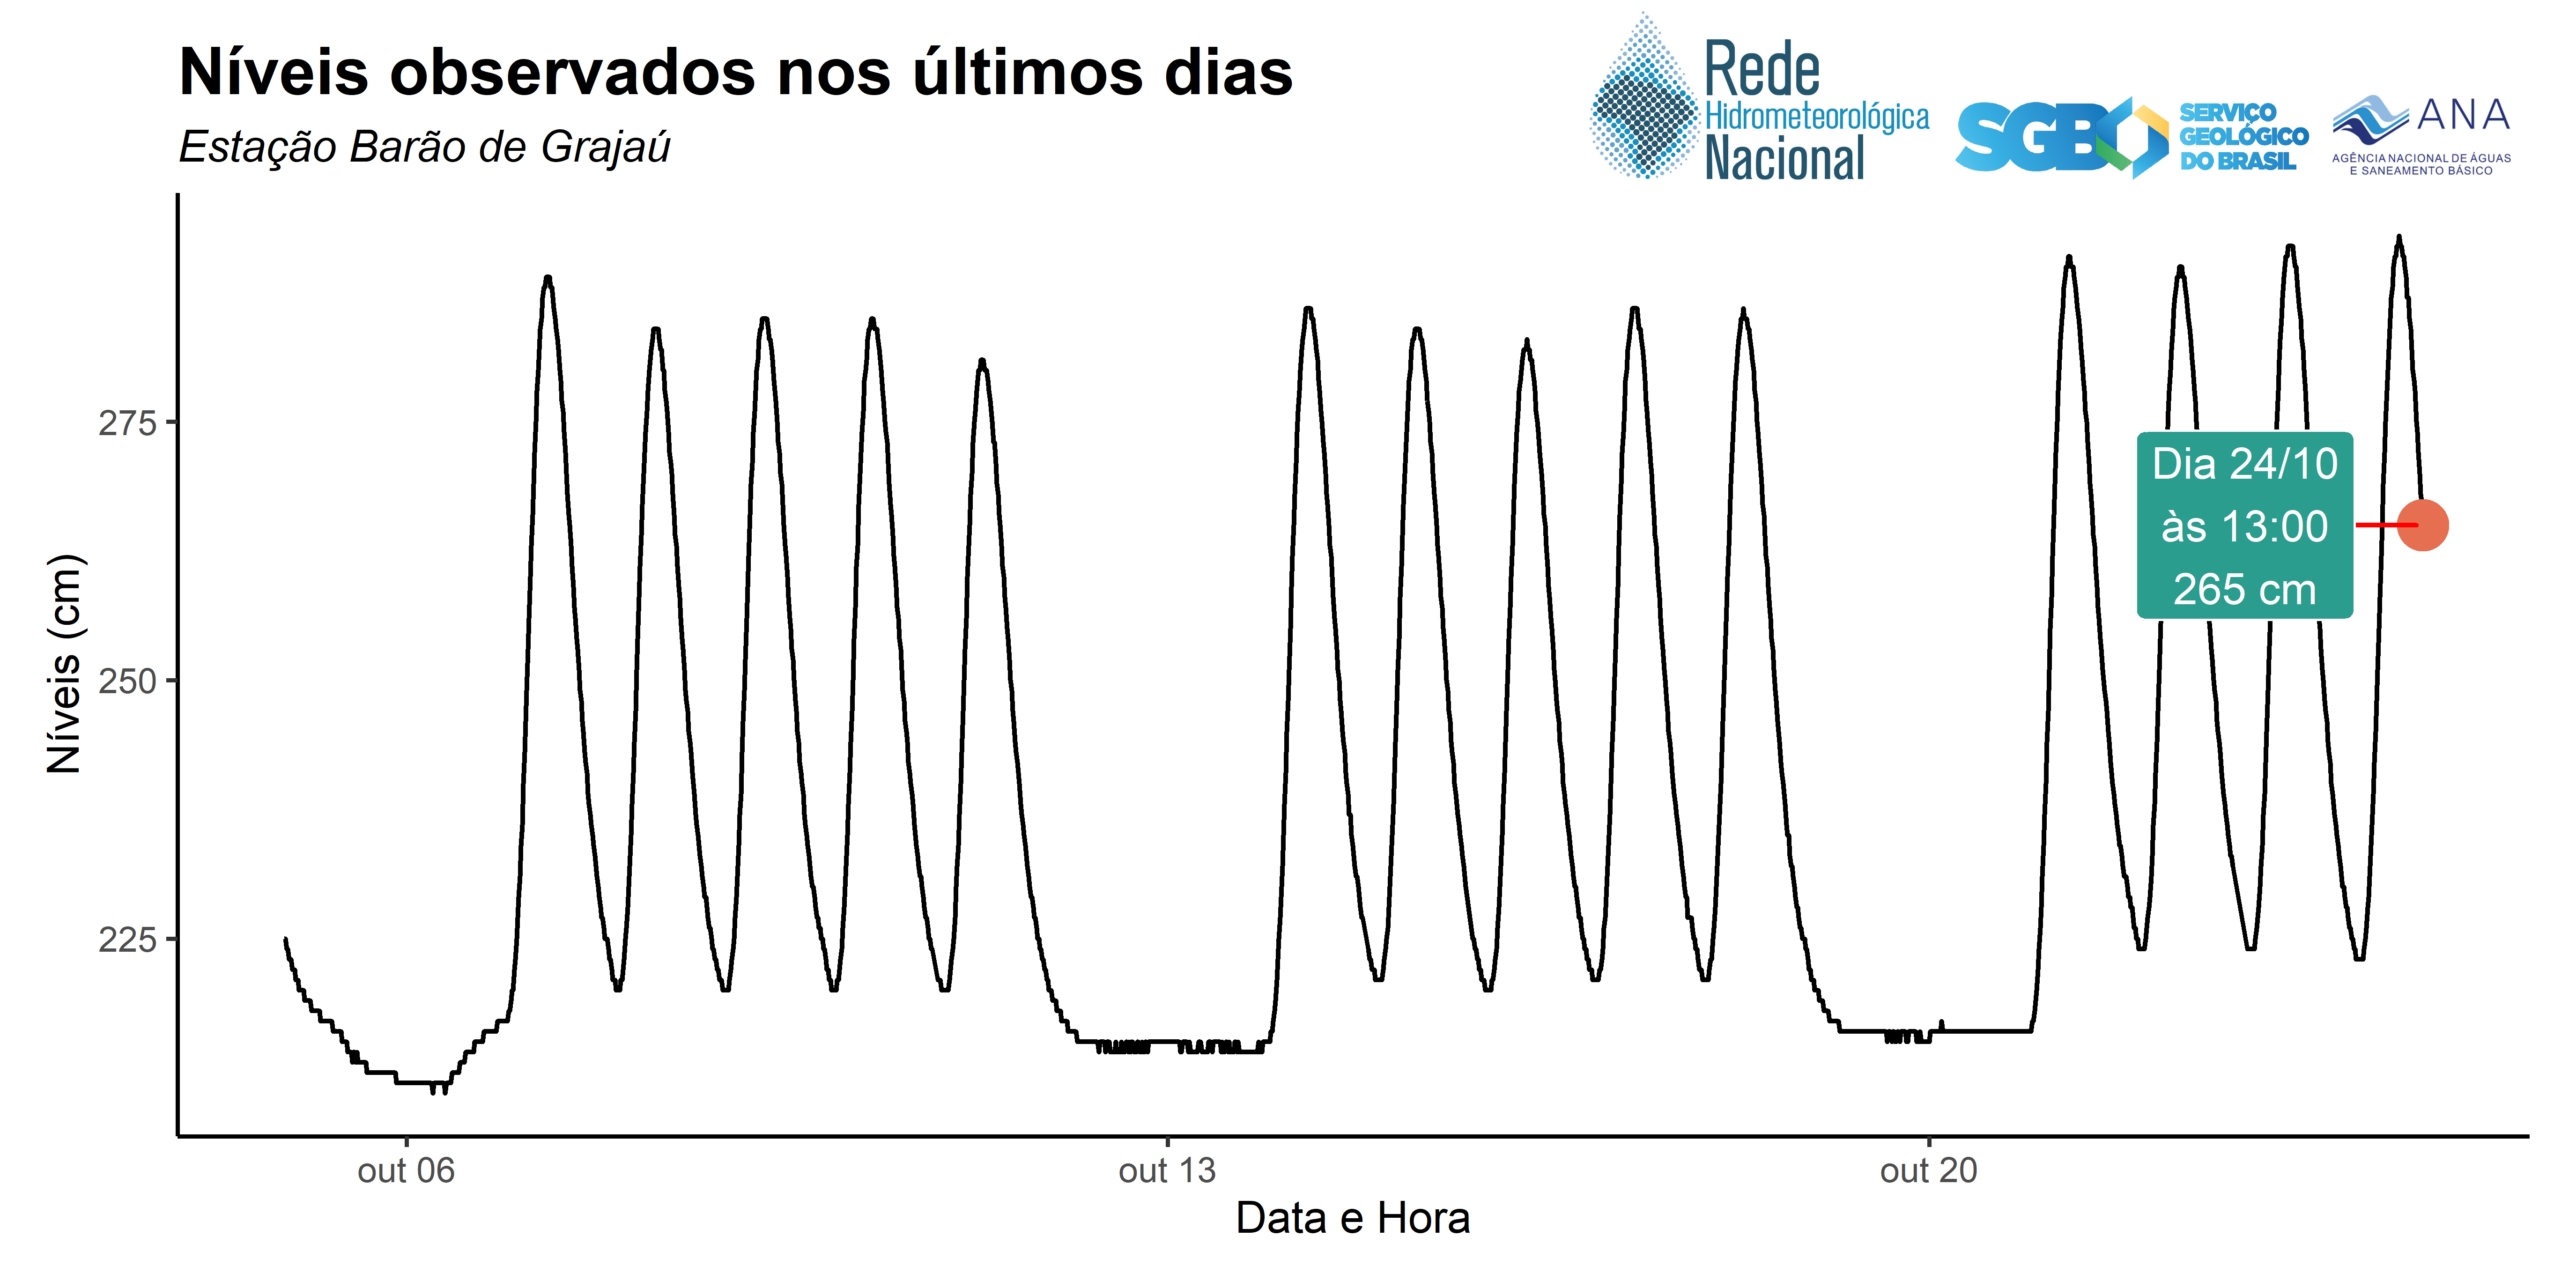 Níveis observados nos últimos dias
Estação Barão de Grajaú
Rede
Hidrometeorológica
Nacional
SGB
SERVIÇO
GEOLÓGICO
DO BRASIL
ANA
AGÊNCIA NACIONAL DE ÁGUAS
E SANEAMENTO BÁSICO
Níveis (cm)
275
250
225
Dia 24/10
às 13:00
265 cm
out 06
out 13
out 20
Data e Hora